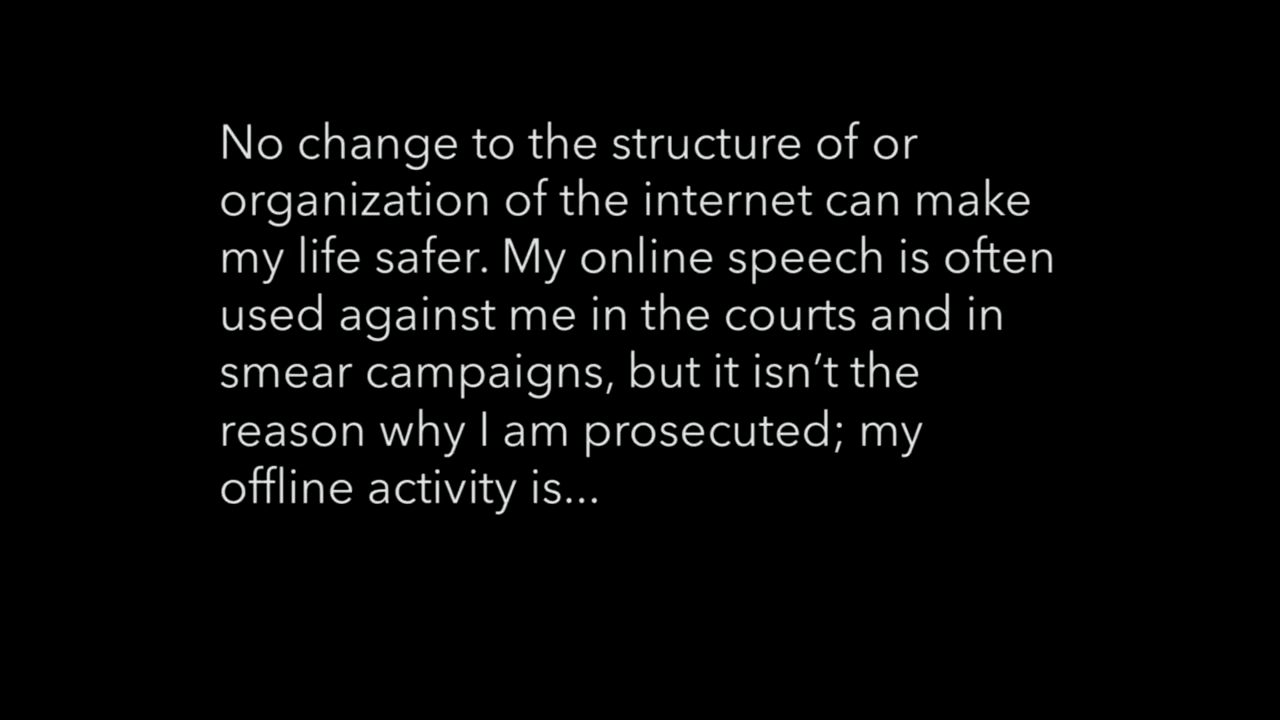 No change to the structure of or
organization of the internet can make
my life safer. My online speech is often
used against me in the courts and in
smear campaigns, but it isn’t the
reason why I am prosecuted; my
offline activity is...